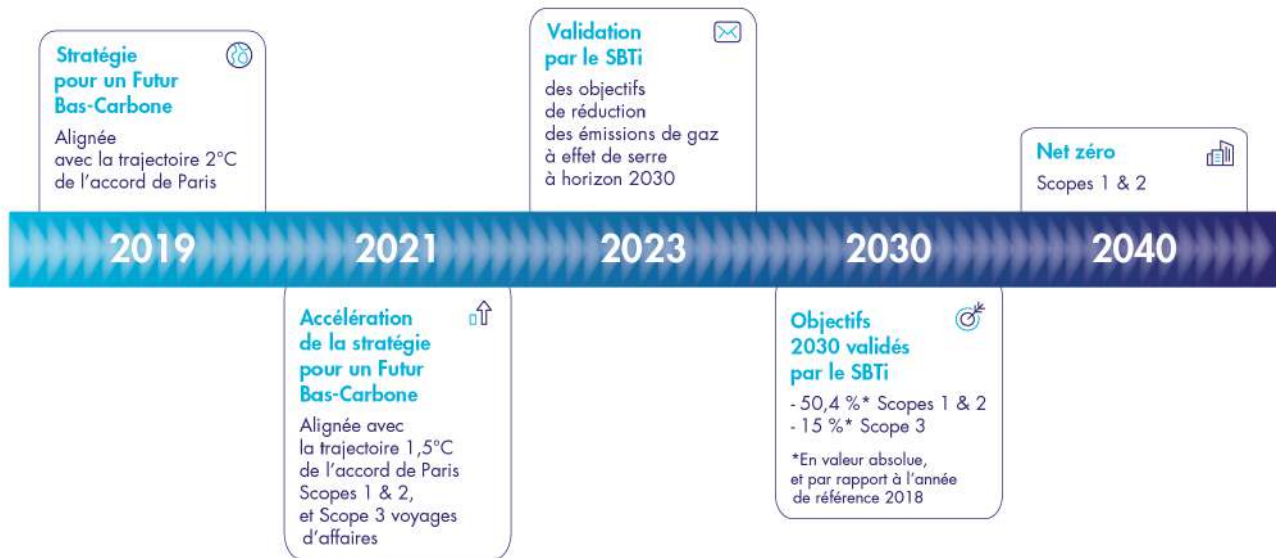 Stratégie
pour un Futur
Bas-Carbone
Alignée
avec la trajectoire 2°C
de l’accord de Paris
2019
2021
Accélération
de la stratégie
pour un Futur
Bas-Carbone
Alignée avec
la trajectoire 1,5°C
de l’accord de Paris
Scopes 1 & 2,
et Scope 3 voyages
d’affaires
Validation
par le SBTi
des objectifs
de réduction
des émissions de gaz
à effet de serre
à horizon 2030
2023
2030
Objectifs
2030 validés
par le SBTi
- 50,4 %* Scopes 1 & 2
- 15 %* Scope 3
*En valeur absolue,
et par rapport à l’année
de référence 2018
Net zéro
Scopes 1 & 2
2040